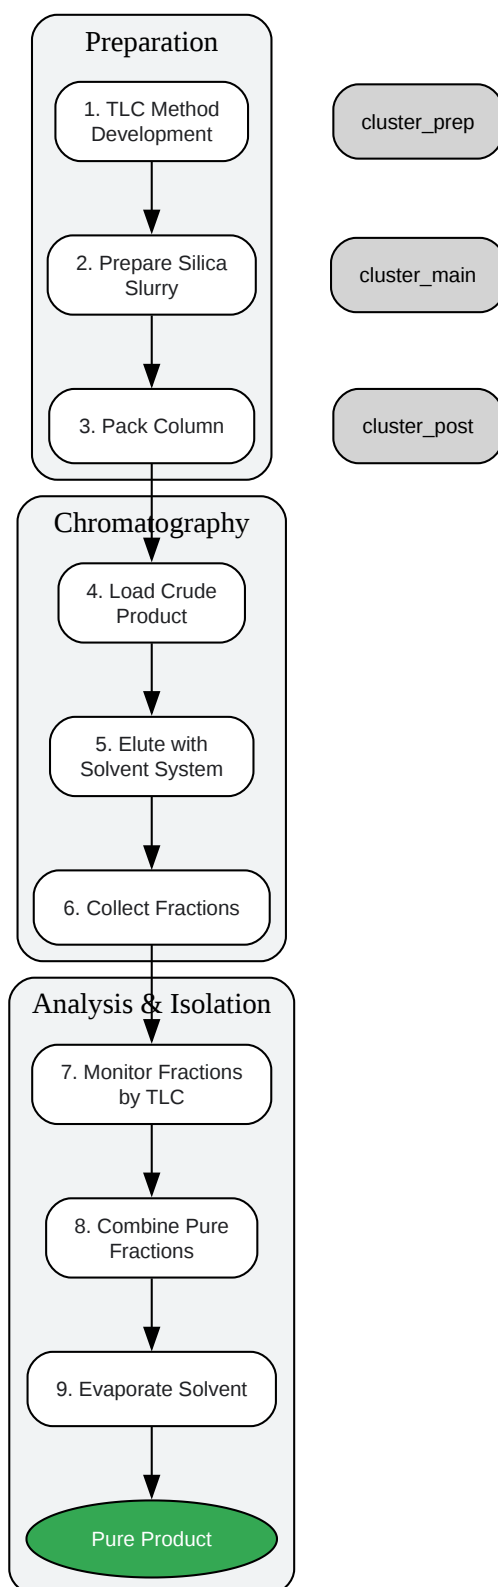 Preparation
1. TLC Method
Development
cluster_prep
2. Prepare Silica
Slurry
cluster_main
3. Pack Column
cluster_post
Chromatography
4. Load Crude
Product
5. Elute with
Solvent System
6. Collect Fractions
Analysis & Isolation
7. Monitor Fractions
by TLC
8. Combine Pure
Fractions
9. Evaporate Solvent
Pure Product